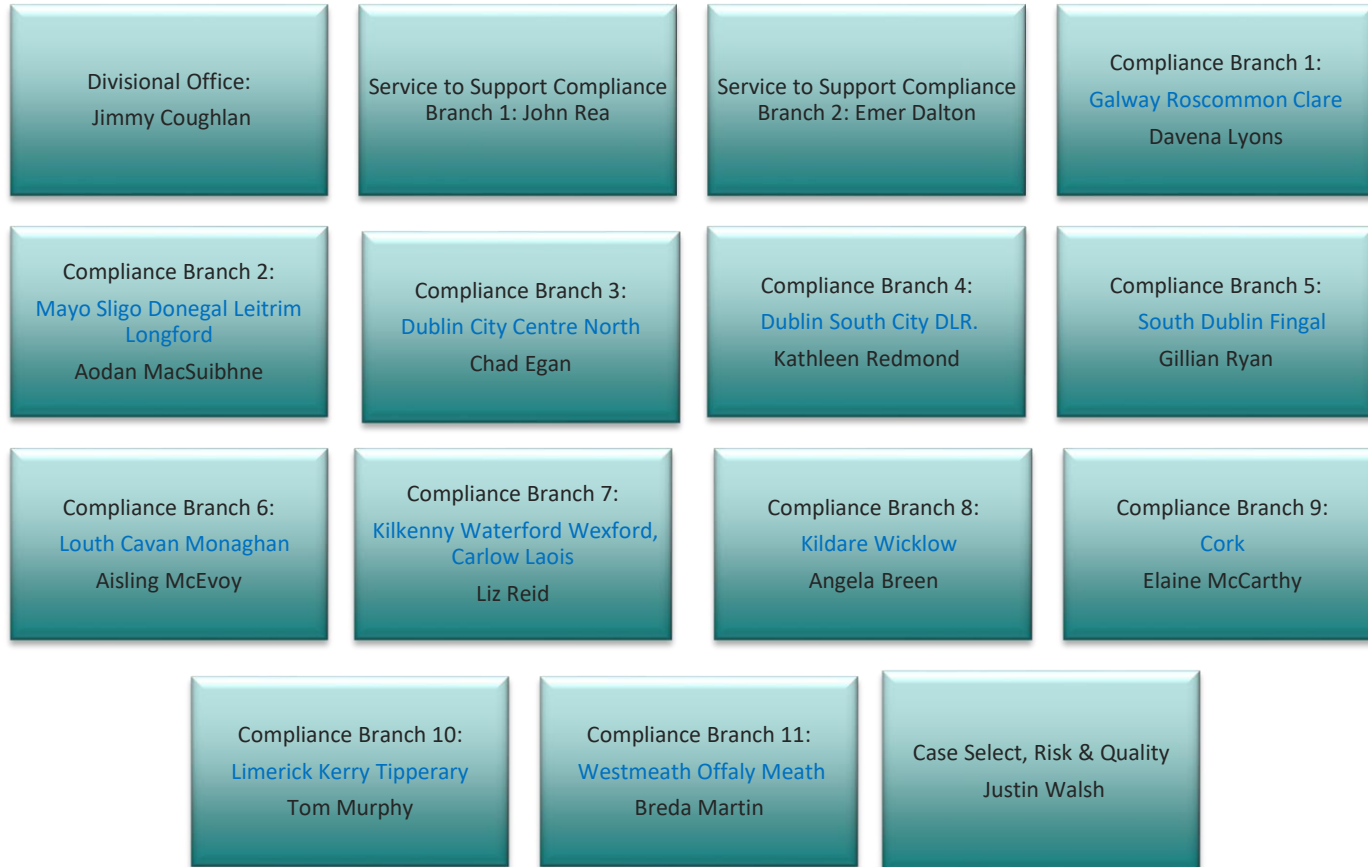 Divisional Office:
Jimmy Coughlan
Service to Support Compliance
Branch 1: John Rea
Service to Support Compliance
Branch 2: Emer Dalton
Compliance Branch 1:
Galway Roscommon Clare
Davena Lyons
Compliance Branch 2:
Mayo Sligo Donegal Leitrim
Longford
Aodan MacSuibhne
Compliance Branch 3:
Dublin City Centre North
Chad Egan
Compliance Branch 4:
Dublin South City DLR.
Kathleen Redmond
Compliance Branch 5:
South Dublin Fingal
Gillian Ryan
Compliance Branch 6:
Louth Cavan Monaghan
Aisling McEvoy
Compliance Branch 7:
Kilkenny Waterford Wexford,
Carlow Laois
Liz Reid
Compliance Branch 8:
Kildare Wicklow
Angela Breen
Compliance Branch 9:
Cork
Elaine McCarthy
Compliance Branch 10:
Limerick Kerry Tipperary
Tom Murphy
Compliance Branch 11:
Westmeath Offaly Meath
Breda Martin
Case Select, Risk & Quality
Justin Walsh